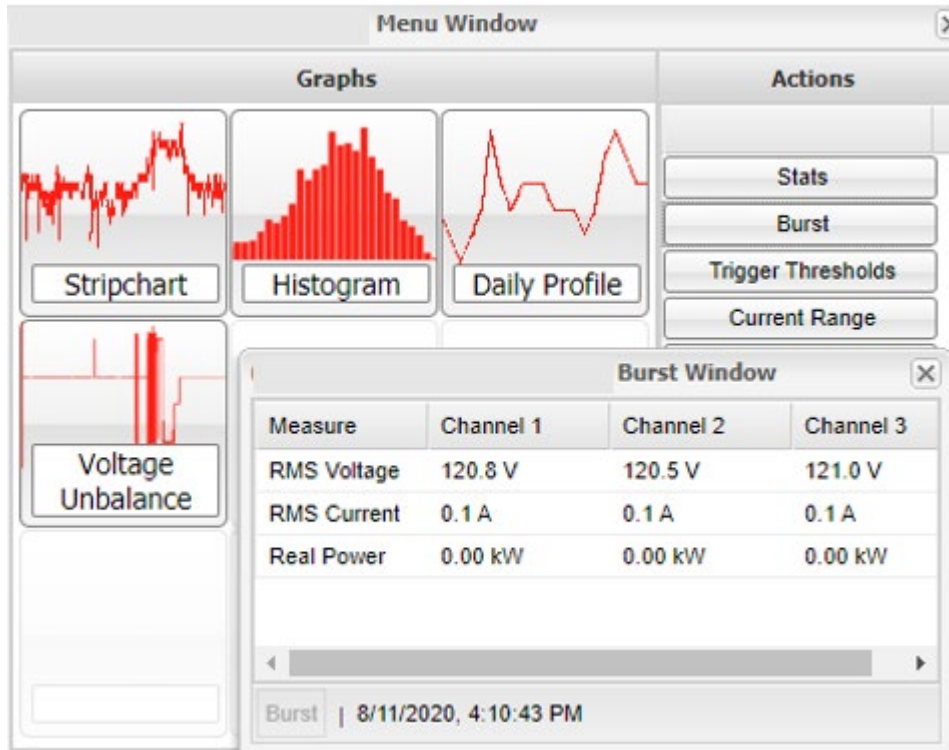 Menu Window
Graphs
Actions
Stripchart
Histogram
Daily Profile
Voltage
Unbalance
Stats
Burst
Trigger Thresholds
Current Range
Burst Window
Measure Channel 1 Channel 2 Channel 3
RMS Voltage 120.8 V 120.5 V 121.0 V
RMS Current 0.1 A 0.1 A 0.1 A
Real Power 0.00 kW 0.00 kW 0.00 kW
Burst | 8/11/2020, 4:10:43 PM